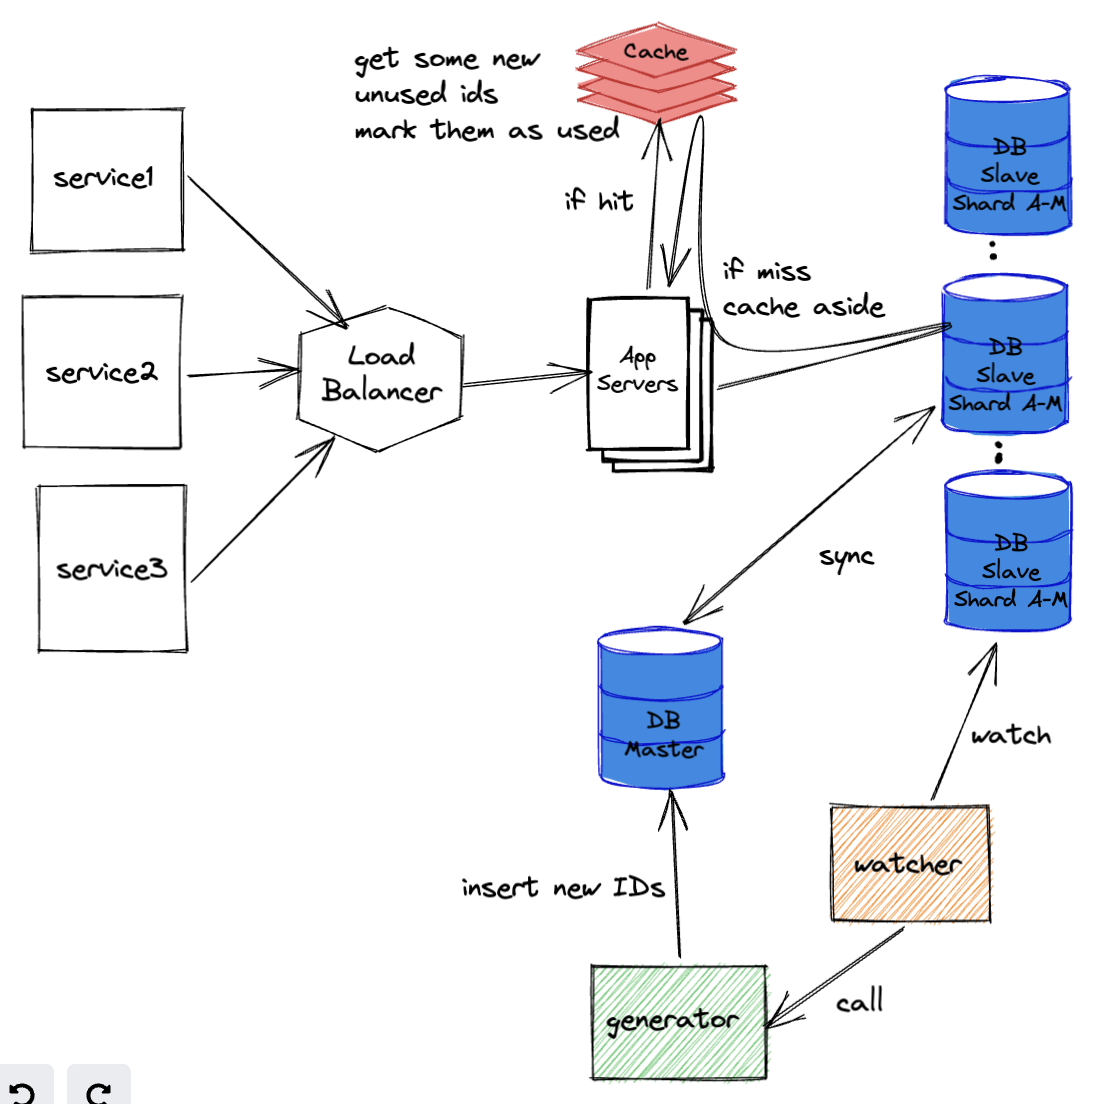 get some new
unused ids
mark them as used
Cache
service1
if hit
if miss
cache aside
DB
Slave
Shard A-M
service2
Load
Balancer
App
Servers
DB
Slave
Shard A-M
service3
sync
DB
Slave
Shard A-M
DB
Master
watch
insert new IDs
watcher
generator
call